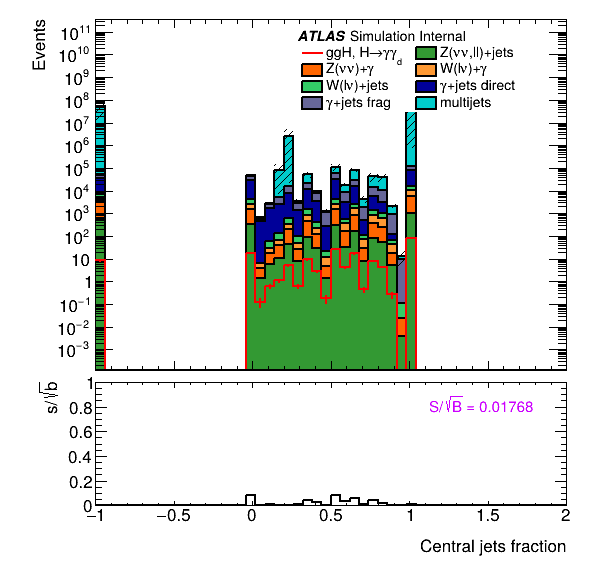 Events
ATLAS Simulation Internal
ggH, H→γγd
Z(νν,ll)+jets
Z(νν)+γ
W(lν)+γ
W(lν)+jets
γ+jets direct
γ+jets frag
multijets
10¹¹
10¹⁰
10⁹
10⁸
10⁷
10⁶
10⁵
10⁴
10³
10²
10
1
10⁻¹
10⁻²
10⁻³
s/√b
1
0.8
0.6
0.4
0.2
0
S/√B = 0.01768
−1 −0.5 0 0.5 1 1.5 2
Central jets fraction